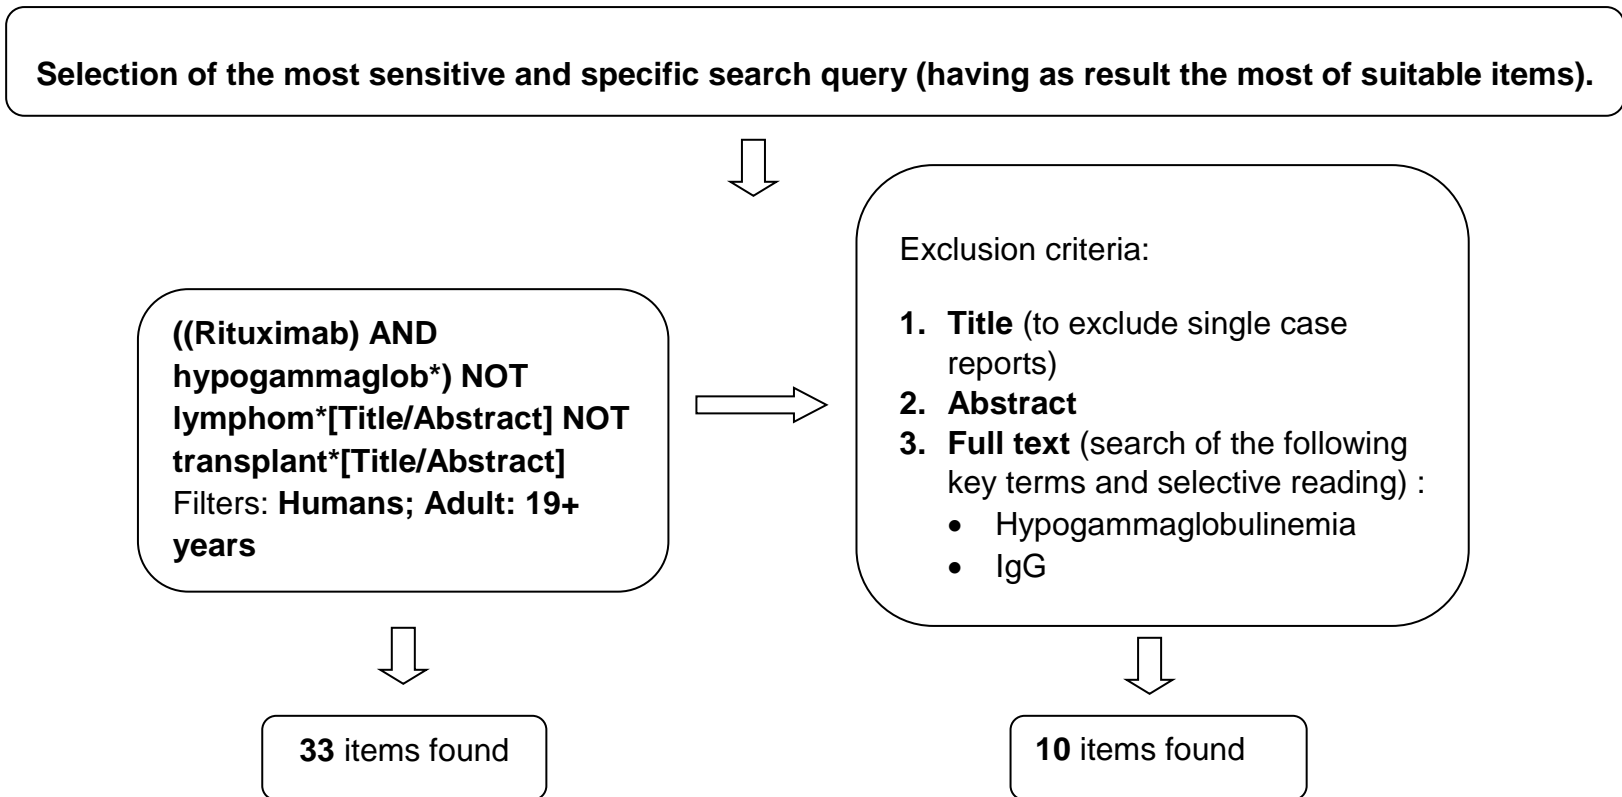 Selection of the most sensitive and specific search query (having as result the most of suitable items).
((Rituximab) AND
hypogammaglob*) NOT
lymphom*[Title/Abstract] NOT
transplant*[Title/Abstract]
Filters: Humans; Adult: 19+
years
Exclusion criteria:
1. Title (to exclude single case
reports)
2. Abstract
3. Full text (search of the following
key terms and selective reading) :
• Hypogammaglobulinemia
• IgG
33 items found
10 items found